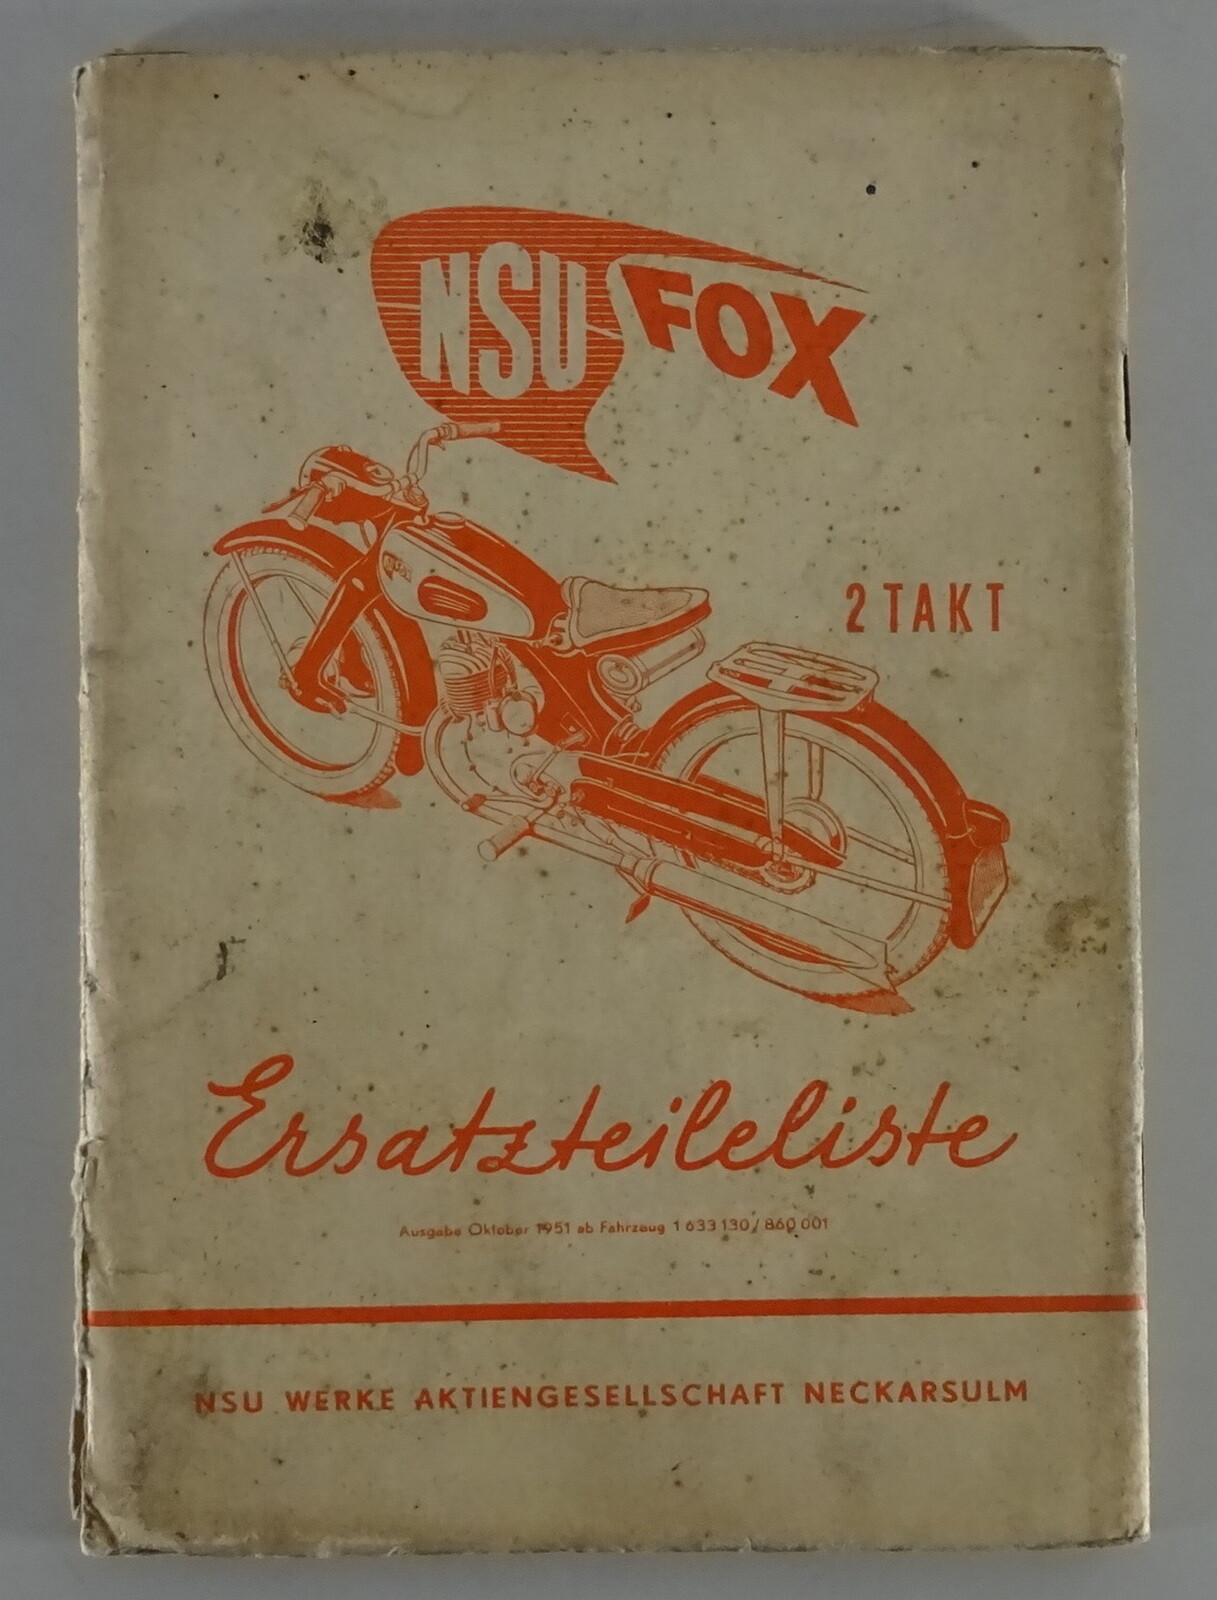 NSU FOX
NSU
2 TAKT
Ersatzteileliste
Ausgabe Oktober 1951 ab Fahrzeug 1 633 130 / 860 001
NSU WERKE AKTIENGESELLSCHAFT NECKARSULM